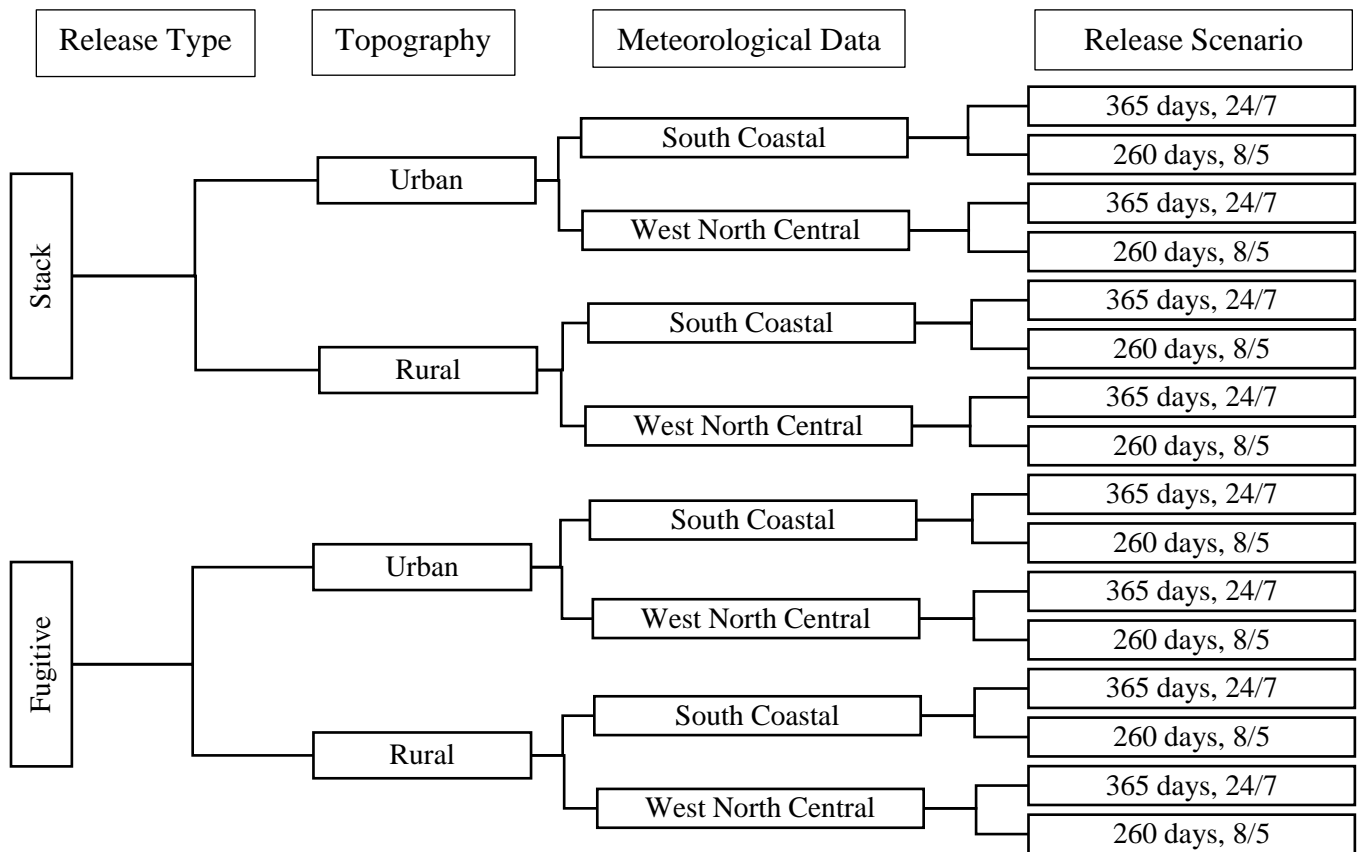 Release Type
Topography
Meteorological Data
Release Scenario
Stack
Urban
South Coastal
365 days, 24/7
260 days, 8/5
West North Central
365 days, 24/7
260 days, 8/5
Rural
South Coastal
365 days, 24/7
260 days, 8/5
West North Central
365 days, 24/7
260 days, 8/5
Fugitive
Urban
South Coastal
365 days, 24/7
260 days, 8/5
West North Central
365 days, 24/7
260 days, 8/5
Rural
South Coastal
365 days, 24/7
260 days, 8/5
West North Central
365 days, 24/7
260 days, 8/5